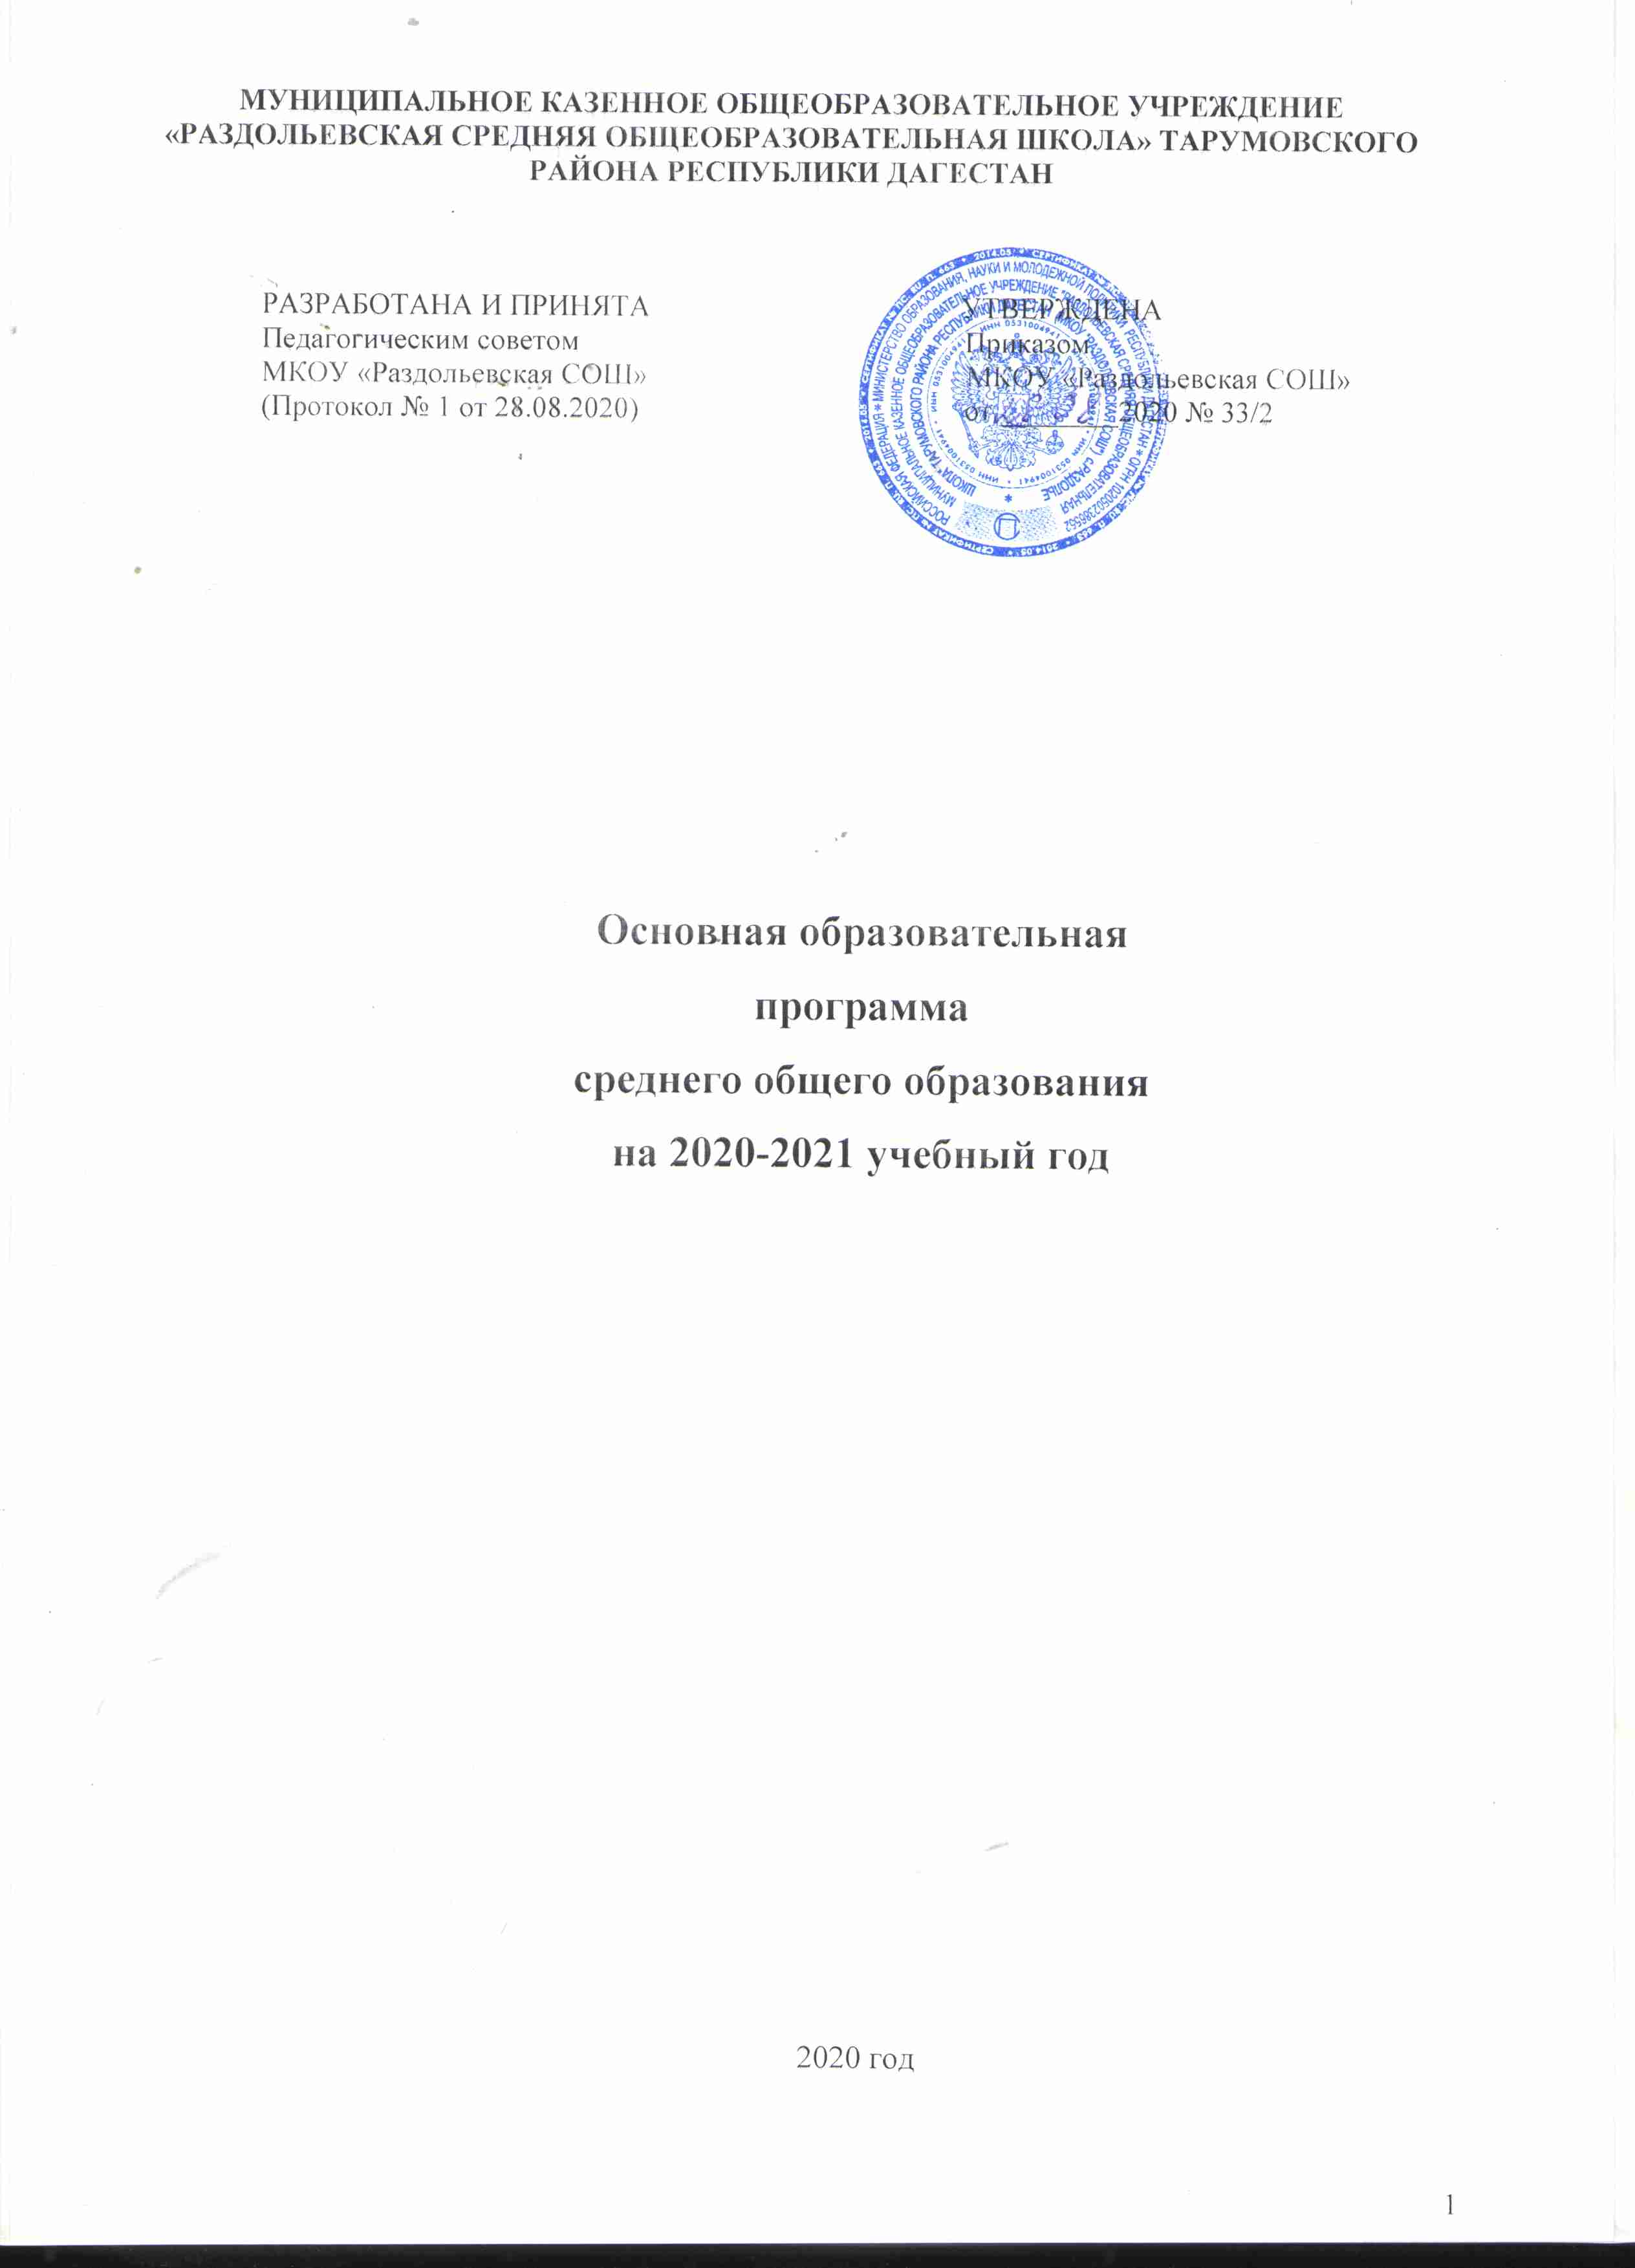 МУНИЦИПАЛЬНОЕ КАЗЕННОЕ ОБЩЕОБРАЗОВАТЕЛЬНОЕ УЧРЕЖДЕНИЕ
«РАЗДОЛЬЕВСКАЯ СРЕДНЯЯ ОБЩЕОБРАЗОВАТЕЛЬНАЯ ШКОЛА» ТАРУМОВСКОГО
РАЙОНА РЕСПУБЛИКИ ДАГЕСТАН
РАЗРАБОТАНА И ПРИНЯТА
Педагогическим советом
МКОУ «Раздольевская СОШ»
(Протокол № 1 от 28.08.2020)
УТВЕРЖДЕНА
Приказом
МКОУ «Раздольевская СОШ»
от 2020 № 33/2
Основная образовательная
программа
среднего общего образования
на 2020-2021 учебный год
2020 год
1